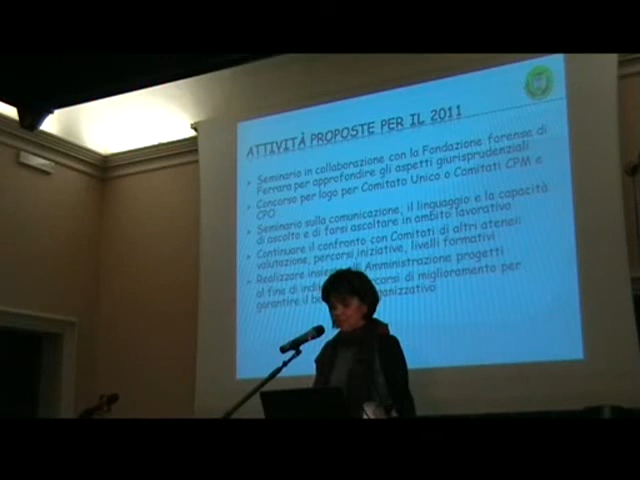 ATTIVITÀ PROPOSTE PER IL 2011
Seminario in collaborazione con la Fondazione forense di
Ferrara per approfondire gli aspetti giurisprudenziali
Concorso per logo per Comitato Unico o Comitati CPM e
CPO
Seminario sulla comunicazione, il linguaggio e la capacità
di ascolto e di farsi ascoltare in ambito lavorativo
Continuare il confronto con Comitati di altri atenei:
valutazione, percorsi, iniziative, livelli formativi
Realizzare Amministrazione progetti
al fine di di miglioramento per
garantire il